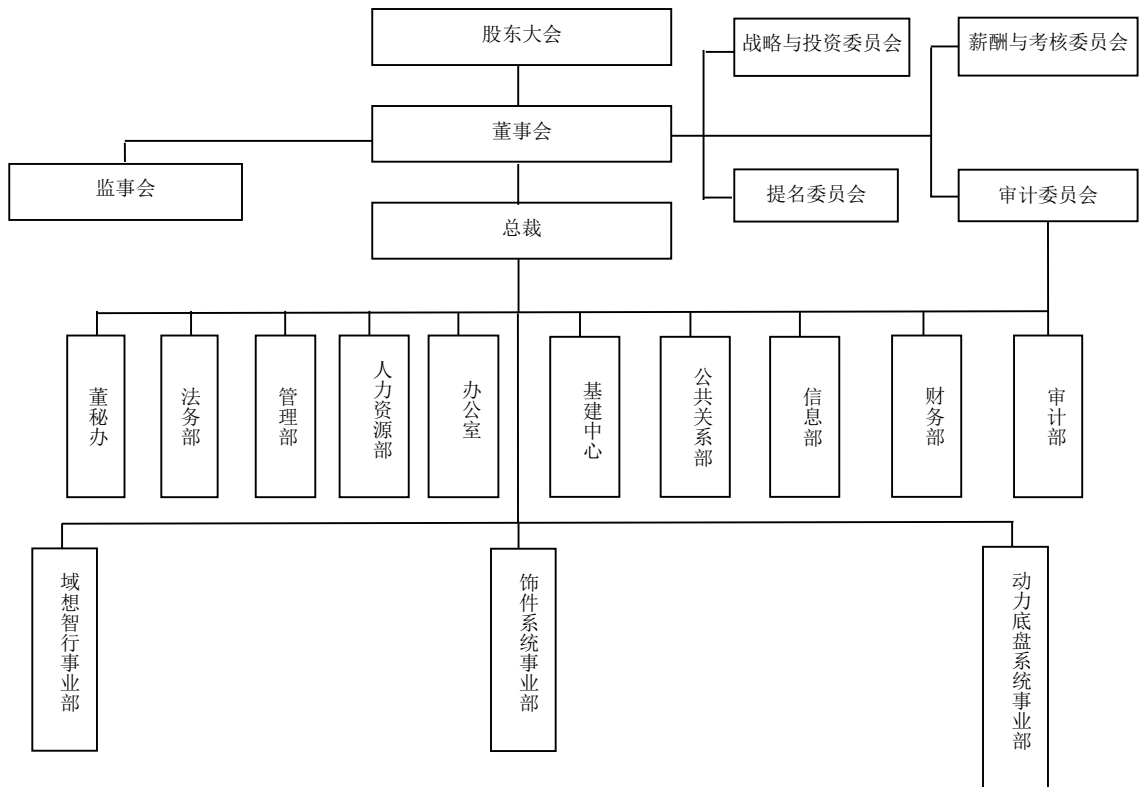 股东大会
战略与投资委员会
薪酬与考核委员会
董事会
监事会
提名委员会
审计委员会
总裁
董秘办
法务部
管理部
人力资源部
办公室
基建中心
公共关系部
信息部
财务部
审计部
域想智行事业部
饰件系统事业部
动力底盘系统事业部